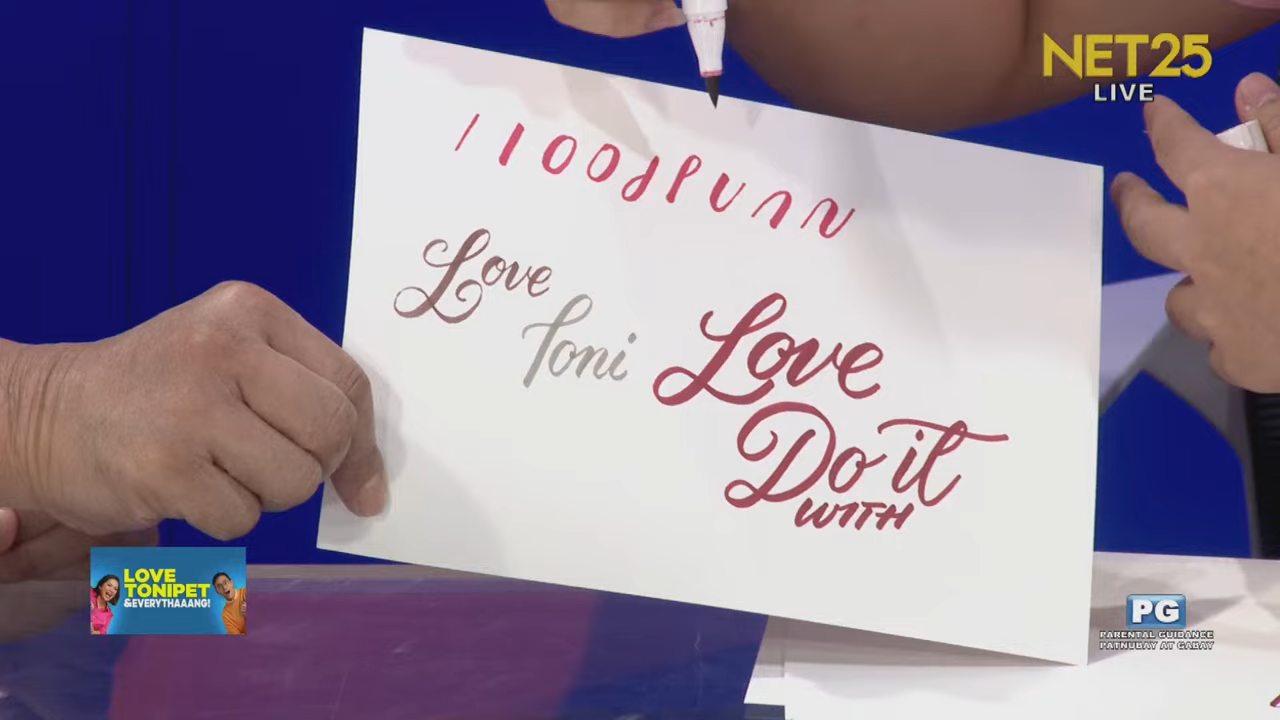 NET25
LIVE
Love
Toni
Love
Do it
WITH
LOVE
TONIPET
&EVERYTHAAANG!
PG
PARENTAL GUIDANCE
PATNUBAY AT GABAY